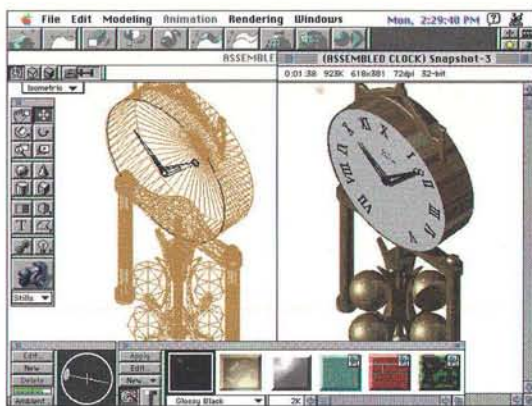 File Edit Modeling Animation Rendering Windows Mon, 2:29:40 PM
ASSEMBLE
(ASSEMBLED CLOCK) Snapshot-3
0:01:38 923K 618x381 72dpi 32-bit
Isometric
T
Stills
Edit...
New
Delete
Ambient
Apply
Edit...
New...
Glossy Black 2K